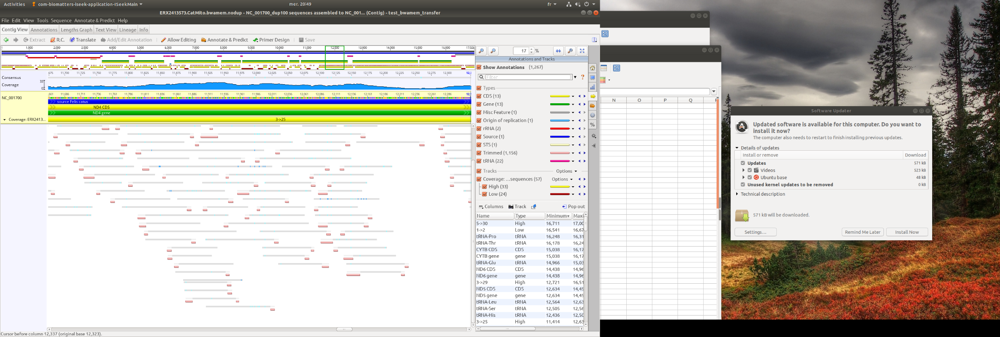 Activities com-biomatters-iseek-application-ISeekMain mer. 20:49 fr
ERX2413573.CatMito.bwamem.nodup - NC_001700_dup100 sequences assembled to NC_001... (Contig) - test_bwamem_transfer
File Edit View Tools Sequence Annotate & Predict Help
Contig View Annotations Lengths Graph Text View Lineage Info
Extract R.C. Translate Add/Edit Annotation Allow Editing Annotate & Predict Primer Design Save
1 1,000 2,000 3,000 4,000 5,000 6,000 7,000 8,000 9,000 10,000 11,000 12,000 13,000 14,000 15,000 16,000 17,026
675 11,700 11,725 11,750 11,775 11,800 11,825 11,850 11,875 11,900 11,925 11,950 11,975 12,000 12,025 12,050 12,075 12,100 12,125 12,150 12,175 12,200 12,225 12,250 12,275 12,300 12,3
Consensus
Coverage 33 0
,661 11,686 11,711 11,736 11,761 11,786 11,811 11,836 11,861 11,886 11,911 11,936 11,961 11,986 12,011 12,036 12,061 12,086 12,111 12,136 12,161 12,186 12,211 12,236 12,261 12,286 12,3
NC_001700
source Felis catus
ND4 CDS
ND4 gene
Coverage: ERX2413... 3->25
Cursor before column 12,337 (original base 12,323).
17 %
Annotations and Tracks
Show Annotations (1,267)
Filter ?
Types
CDS (13)
Gene (13)
Misc Feature (1)
Origin of replication (1)
rRNA (2)
Source (1)
STS (1)
Trimmed (1,156)
tRNA (22)
Tracks Options
Coverage: ...sequences (57) Options
High (33)
Low (24)
Columns Track Pop out
Name Type Minimum Maxi
5->30 High 16,711 17,00
1->2 Low 16,541 16,67
tRNA-Pro tRNA 16,248 16,31
tRNA-Thr tRNA 16,178 16,24
CYTB CDS CDS 15,038 16,17
CYTB gene gene 15,038 16,17
tRNA-Glu tRNA 14,966 15,03
ND6 CDS CDS 14,438 14,96
ND6 gene gene 14,438 14,96
3->29 High 12,721 16,51
ND5 CDS CDS 12,634 14,45
ND5 gene gene 12,634 14,45
tRNA-Leu tRNA 12,564 12,63
tRNA-Ser tRNA 12,505 12,56
tRNA-His tRNA 12,436 12,50
3->25 High 11,414 12,63
%
N O P Q
Software Updater
Updated software is available for this computer. Do you want to
install it now?
The computer also needs to restart to finish installing previous updates.
Details of updates
Install or remove Download
Updates 571 kB
Videos 523 kB
Ubuntu base 48 kB
Unused kernel updates to be removed 0 kB
Technical description
571 kB will be downloaded.
Settings... Remind Me Later Install Now